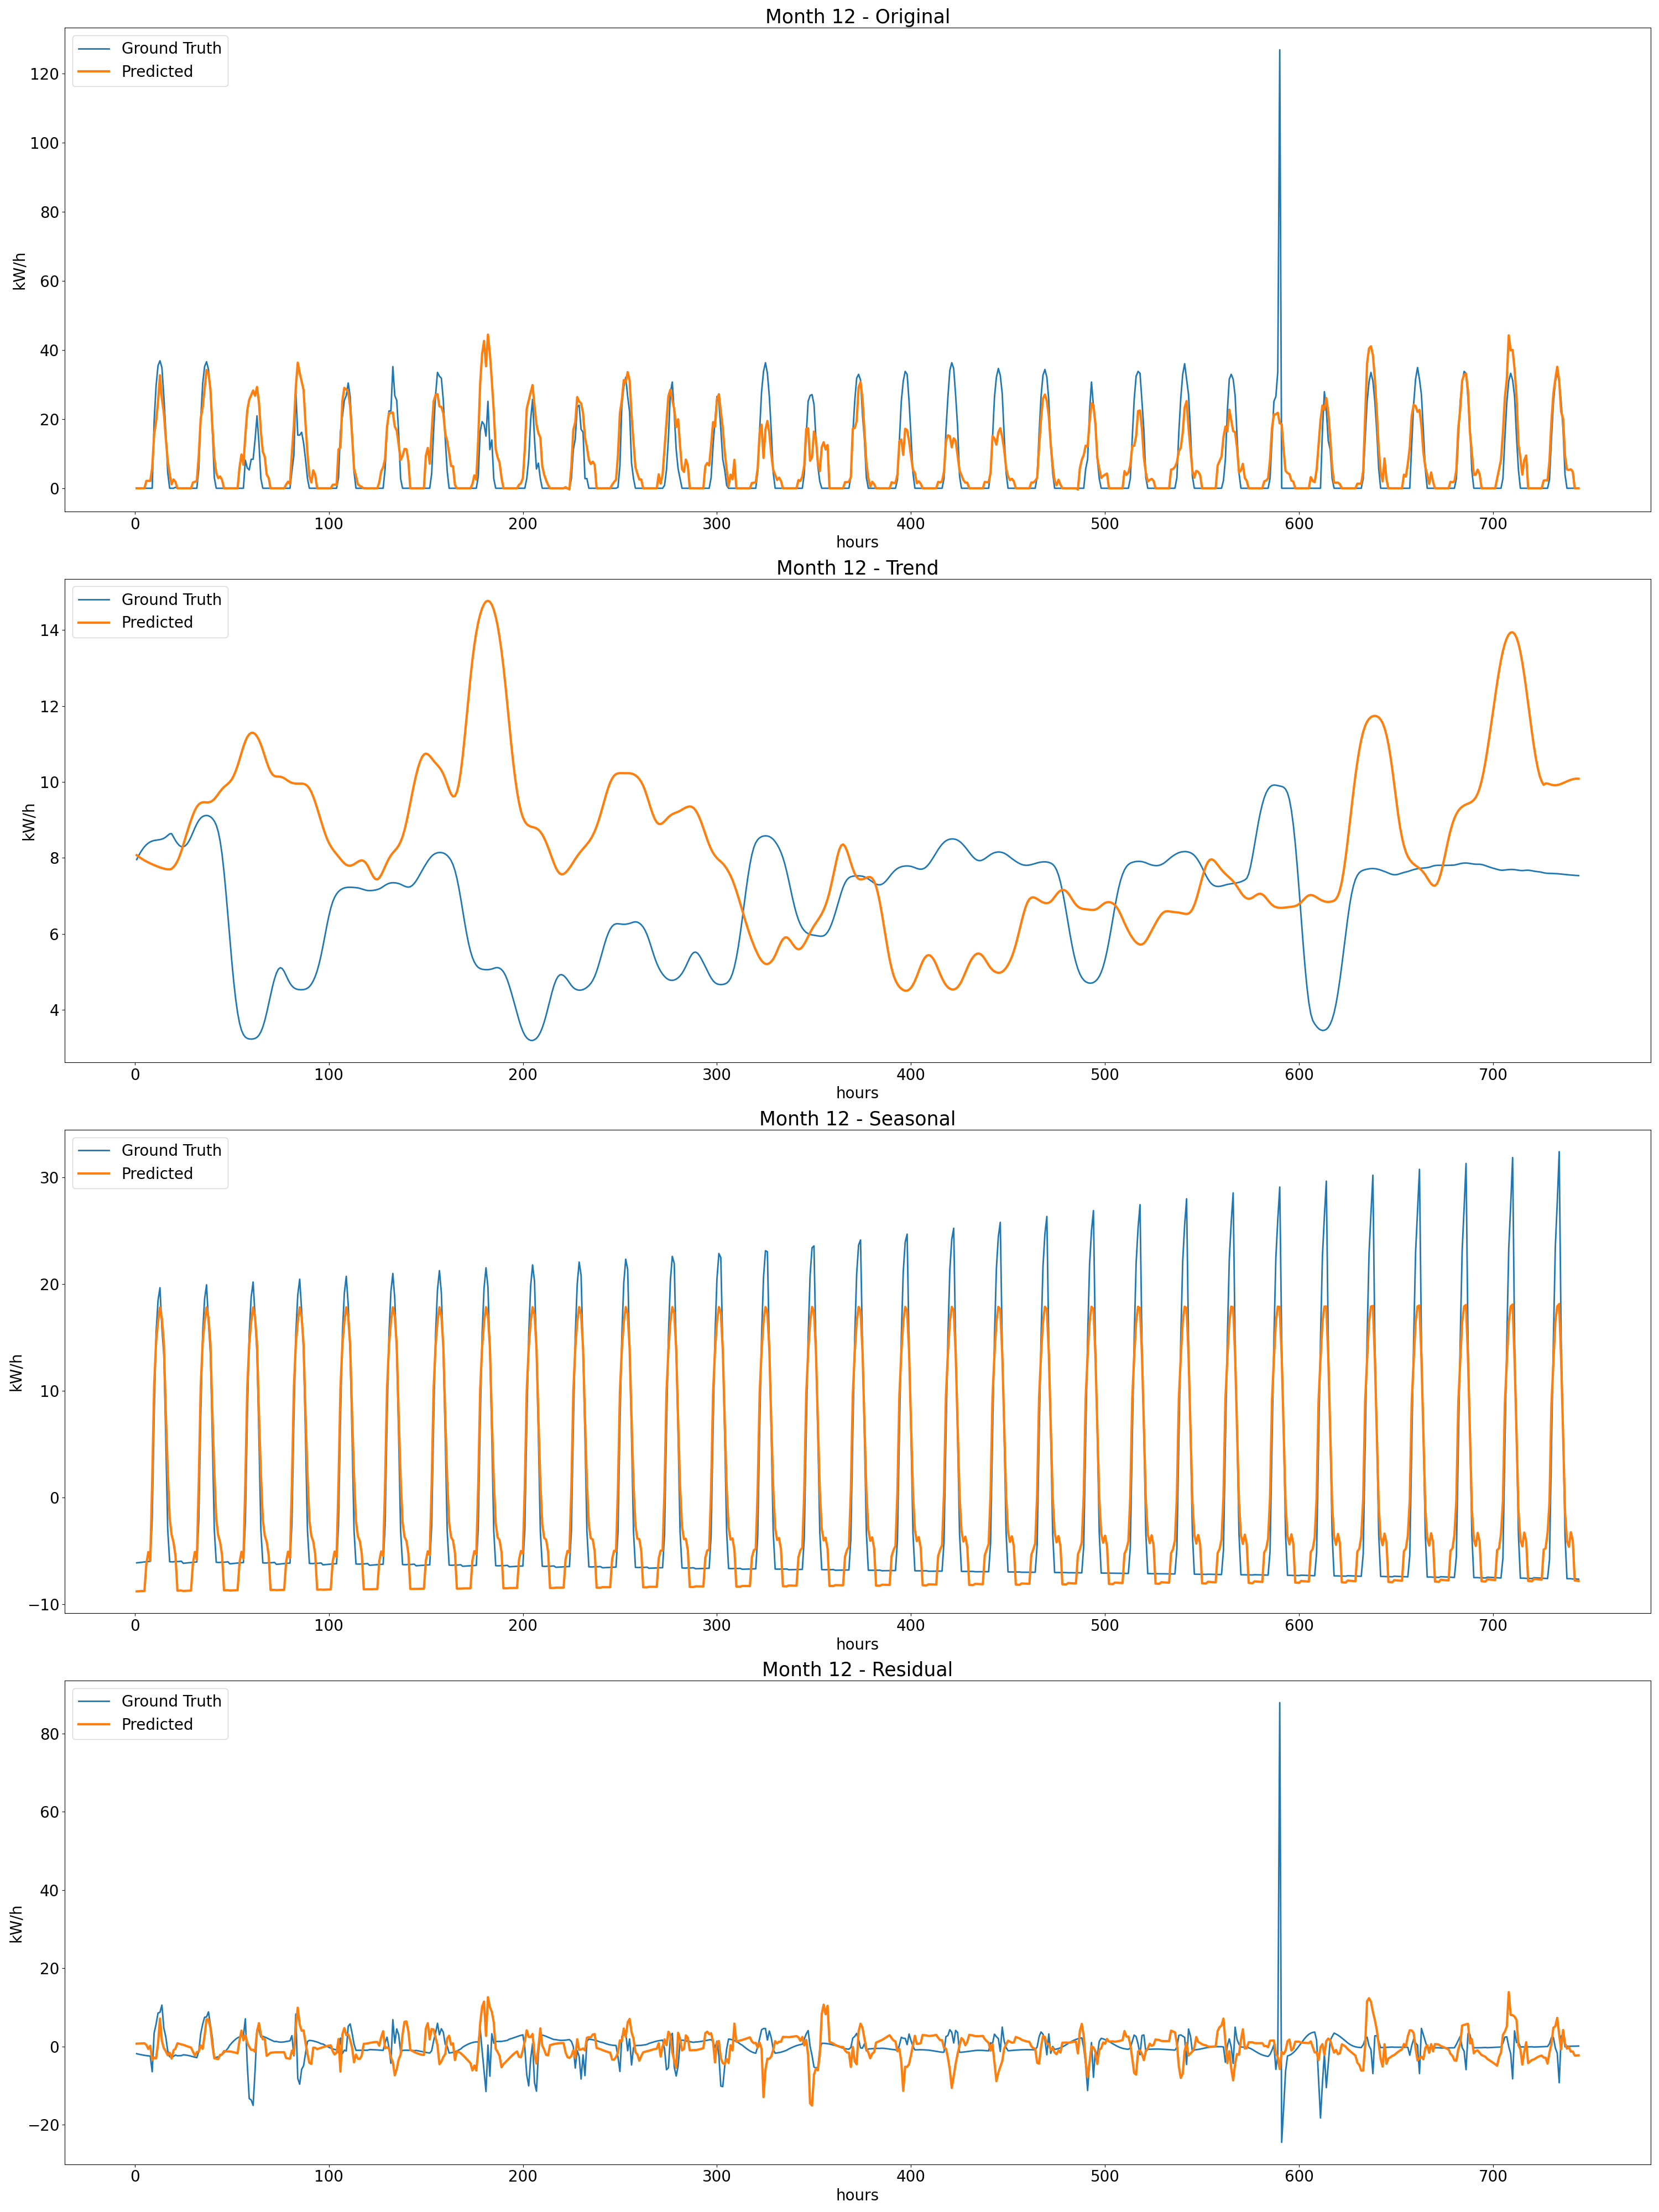 Month 12 - Original
Ground Truth
Predicted
120
100
80
60
40
20
0
kW/h
0 100 200 300 400 500 600 700
hours
Month 12 - Trend
Ground Truth
Predicted
14
12
10
8
6
4
kW/h
0 100 200 300 400 500 600 700
hours
Month 12 - Seasonal
Ground Truth
Predicted
30
20
10
0
−10
kW/h
0 100 200 300 400 500 600 700
hours
Month 12 - Residual
Ground Truth
Predicted
80
60
40
20
0
−20
kW/h
0 100 200 300 400 500 600 700
hours